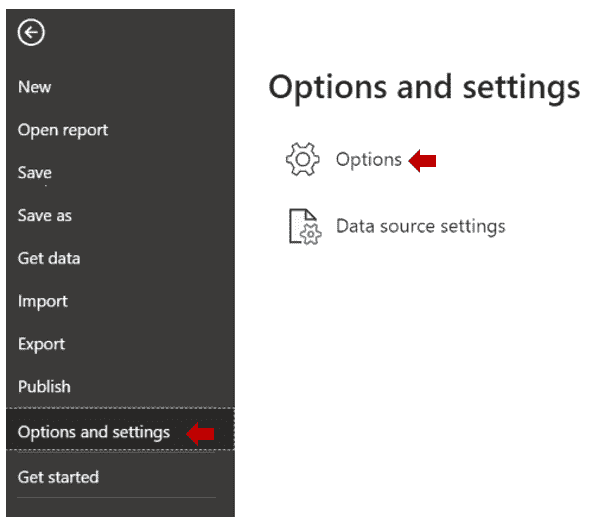 New
Open report
Save
Save as
Get data
Import
Export
Publish
Options and settings
Get started
Options and settings
Options
Data source settings